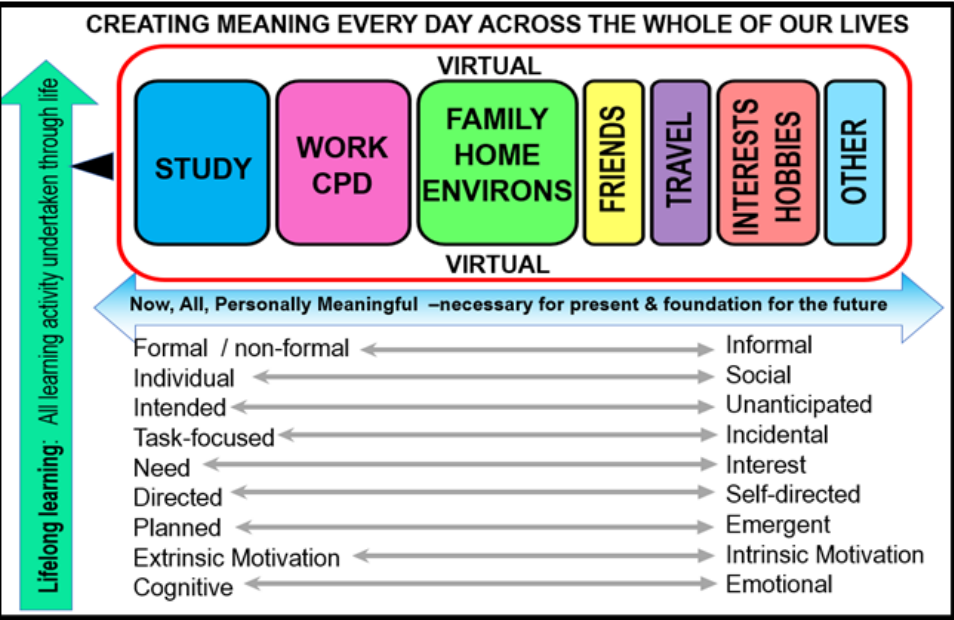 CREATING MEANING EVERY DAY ACROSS THE WHOLE OF OUR LIVES
Lifelong learning: All learning activity undertaken through life
VIRTUAL
STUDY
WORK
CPD
FAMILY
HOME
ENVIRONS
FRIENDS
TRAVEL
INTERESTS
HOBBIES
OTHER
VIRTUAL
Now, All, Personally Meaningful –necessary for present & foundation for the future
Formal / non-formal Informal
Individual Social
Intended Unanticipated
Task-focused Incidental
Need Interest
Directed Self-directed
Planned Emergent
Extrinsic Motivation Intrinsic Motivation
Cognitive Emotional